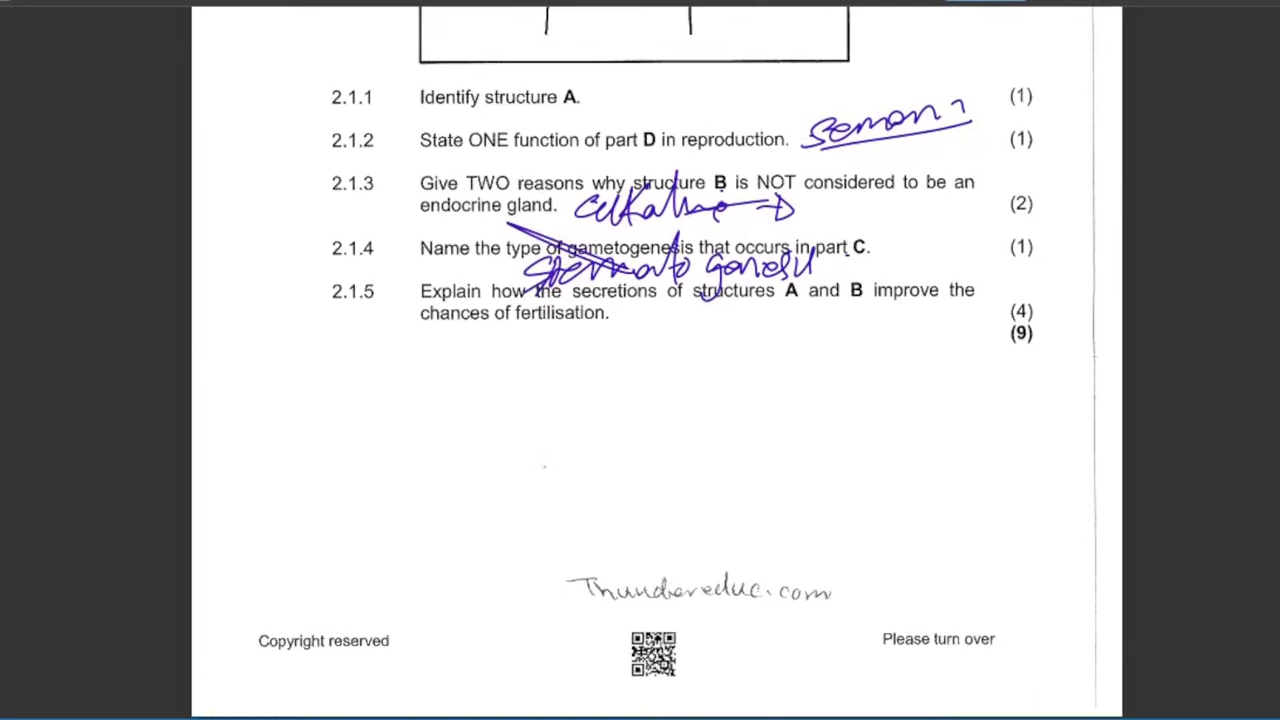 2.1.1 Identify structure A. (1)
2.1.2 State ONE function of part D in reproduction. (1)
semen
2.1.3 Give TWO reasons why structure B is NOT considered to be an
endocrine gland. (2)
2.1.4 Name the type of gametogenesis that occurs in part C. (1)
2.1.5 Explain how the secretions of structures A and B improve the
chances of fertilisation. (4)
(9)
Thundereduc.com
Copyright reserved
Please turn over